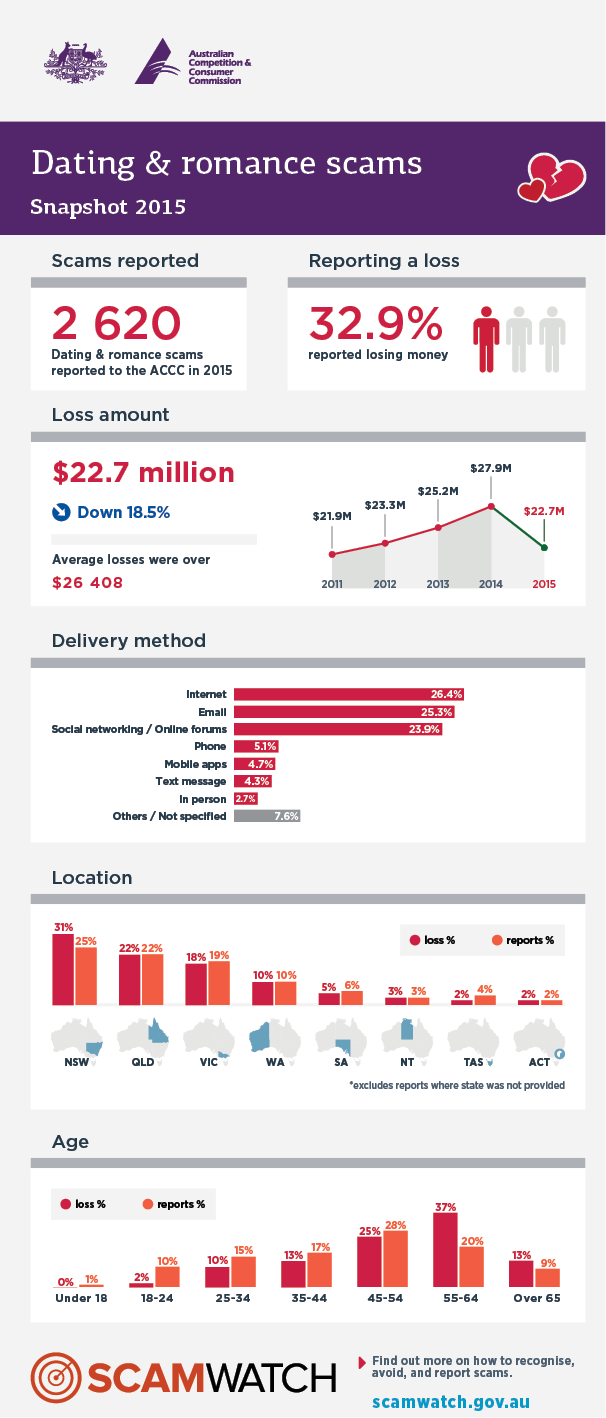 Australian
Competition &
Consumer
Commission
Dating & romance scams
Snapshot 2015
Scams reported
2 620
Dating & romance scams
reported to the ACCC in 2015
Reporting a loss
32.9%
reported losing money
Loss amount
$22.7 million
Down 18.5%
Average losses were over
$26 408
$21.9M
$23.3M
$25.2M
$27.9M
$22.7M
2011 2012 2013 2014 2015
Delivery method
Internet 26.4%
Email 25.3%
Social networking / Online forums 23.9%
Phone 5.1%
Mobile apps 4.7%
Text message 4.3%
In person 2.7%
Others / Not specified 7.6%
Location
loss % reports %
31% 25% 22% 22% 18% 19% 10% 10% 5% 6% 3% 3% 2% 4% 2% 2%
NSW QLD VIC WA SA NT TAS ACT
*excludes reports where state was not provided
Age
loss % reports %
0% 1% 2% 10% 10% 15% 13% 17% 25% 28% 37% 20% 13% 9%
Under 18 18-24 25-34 35-44 45-54 55-64 Over 65
SCAMWATCH
Find out more on how to recognise,
avoid, and report scams.
scamwatch.gov.au